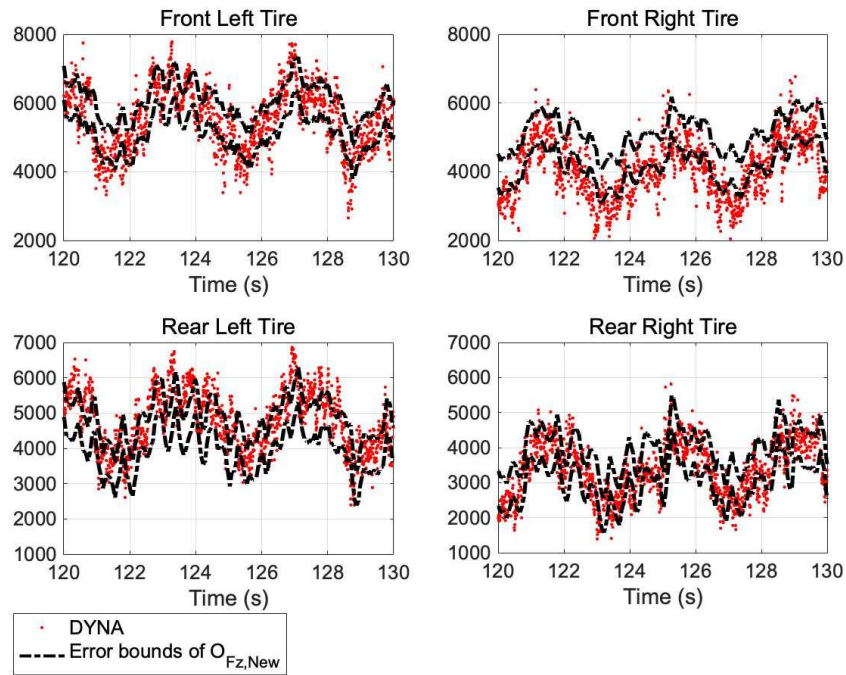 Front Left Tire
8000
6000
4000
2000
120 122 124 126 128 130
Time (s)
Front Right Tire
8000
6000
4000
2000
120 122 124 126 128 130
Time (s)
Rear Left Tire
7000
6000
5000
4000
3000
2000
1000
120 122 124 126 128 130
Time (s)
Rear Right Tire
7000
6000
5000
4000
3000
2000
1000
120 122 124 126 128 130
Time (s)
DYNA
Error bounds of O_{Fz,New}